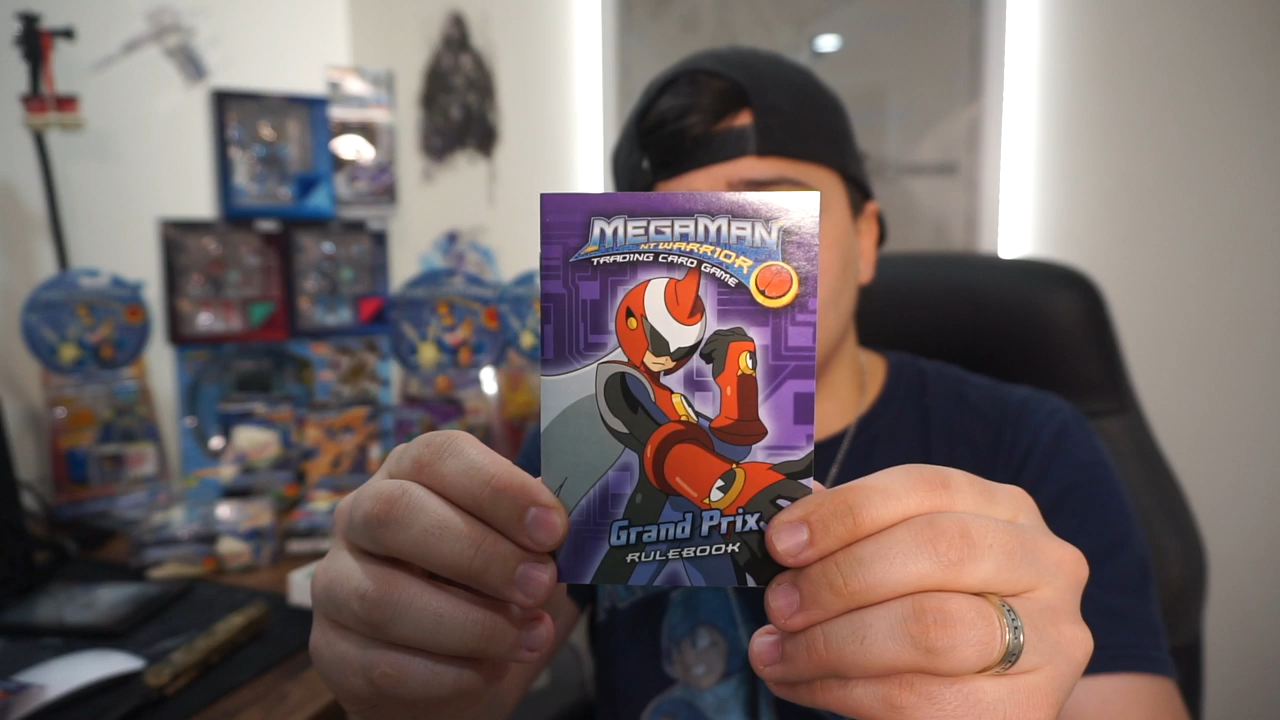 MEGAMAN
NT WARRIOR
TRADING CARD GAME
Grand Prix
RULEBOOK